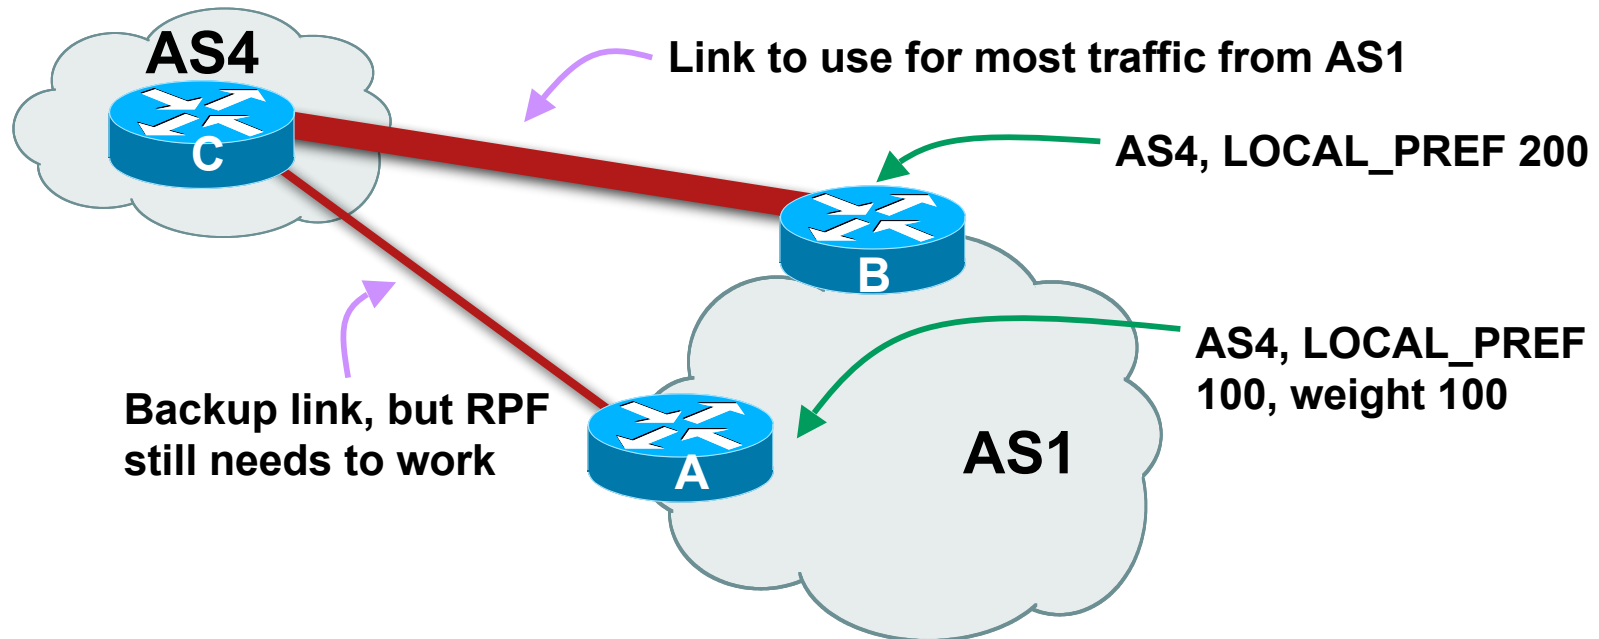 AS4
C
Link to use for most traffic from AS1
AS4, LOCAL_PREF 200
B
AS4, LOCAL_PREF
100, weight 100
Backup link, but RPF
still needs to work
A
AS1